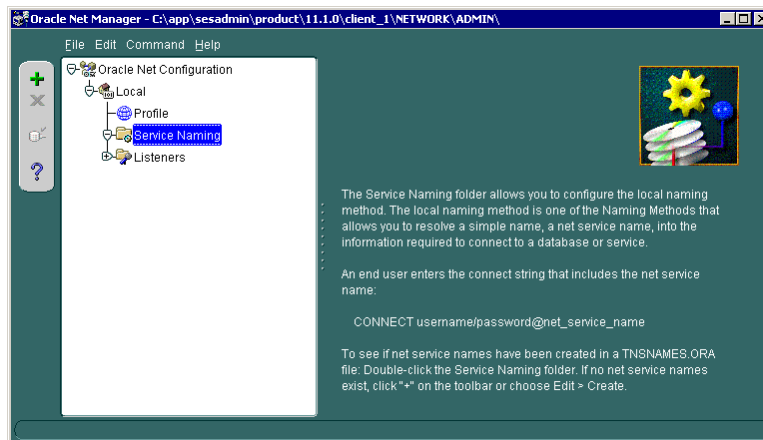 Oracle Net Manager - C:\app\sesadmin\product\11.1.0\client_1\NETWORK\ADMIN\
File Edit Command Help
Oracle Net Configuration
Local
Profile
Service Naming
Listeners
The Service Naming folder allows you to configure the local naming
method. The local naming method is one of the Naming Methods that
allows you to resolve a simple name, a net service name, into the
information required to connect to a database or service.
An end user enters the connect string that includes the net service
name:
CONNECT username/password@net_service_name
To see if net service names have been created in a TNSNAMES.ORA
file: Double-click the Service Naming folder. If no net service names
exist, click "+" on the toolbar or choose Edit > Create.